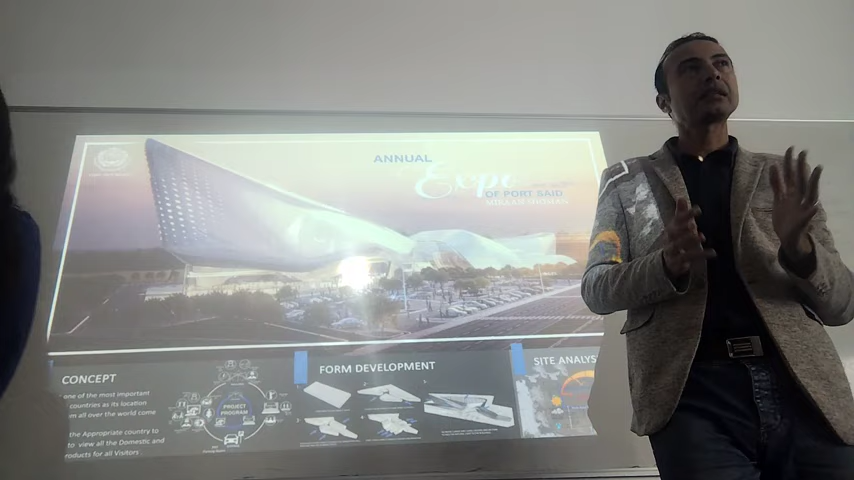 ANNUAL
Expo
OF PORT SAID
CONCEPT
one of the most important
countries as its location
m all over the world come
the Appropriate country to
to view all the Domestic and
roducts for all Visitors
PROJECT
PROGRAM
FORM DEVELOPMENT
SITE ANALYS